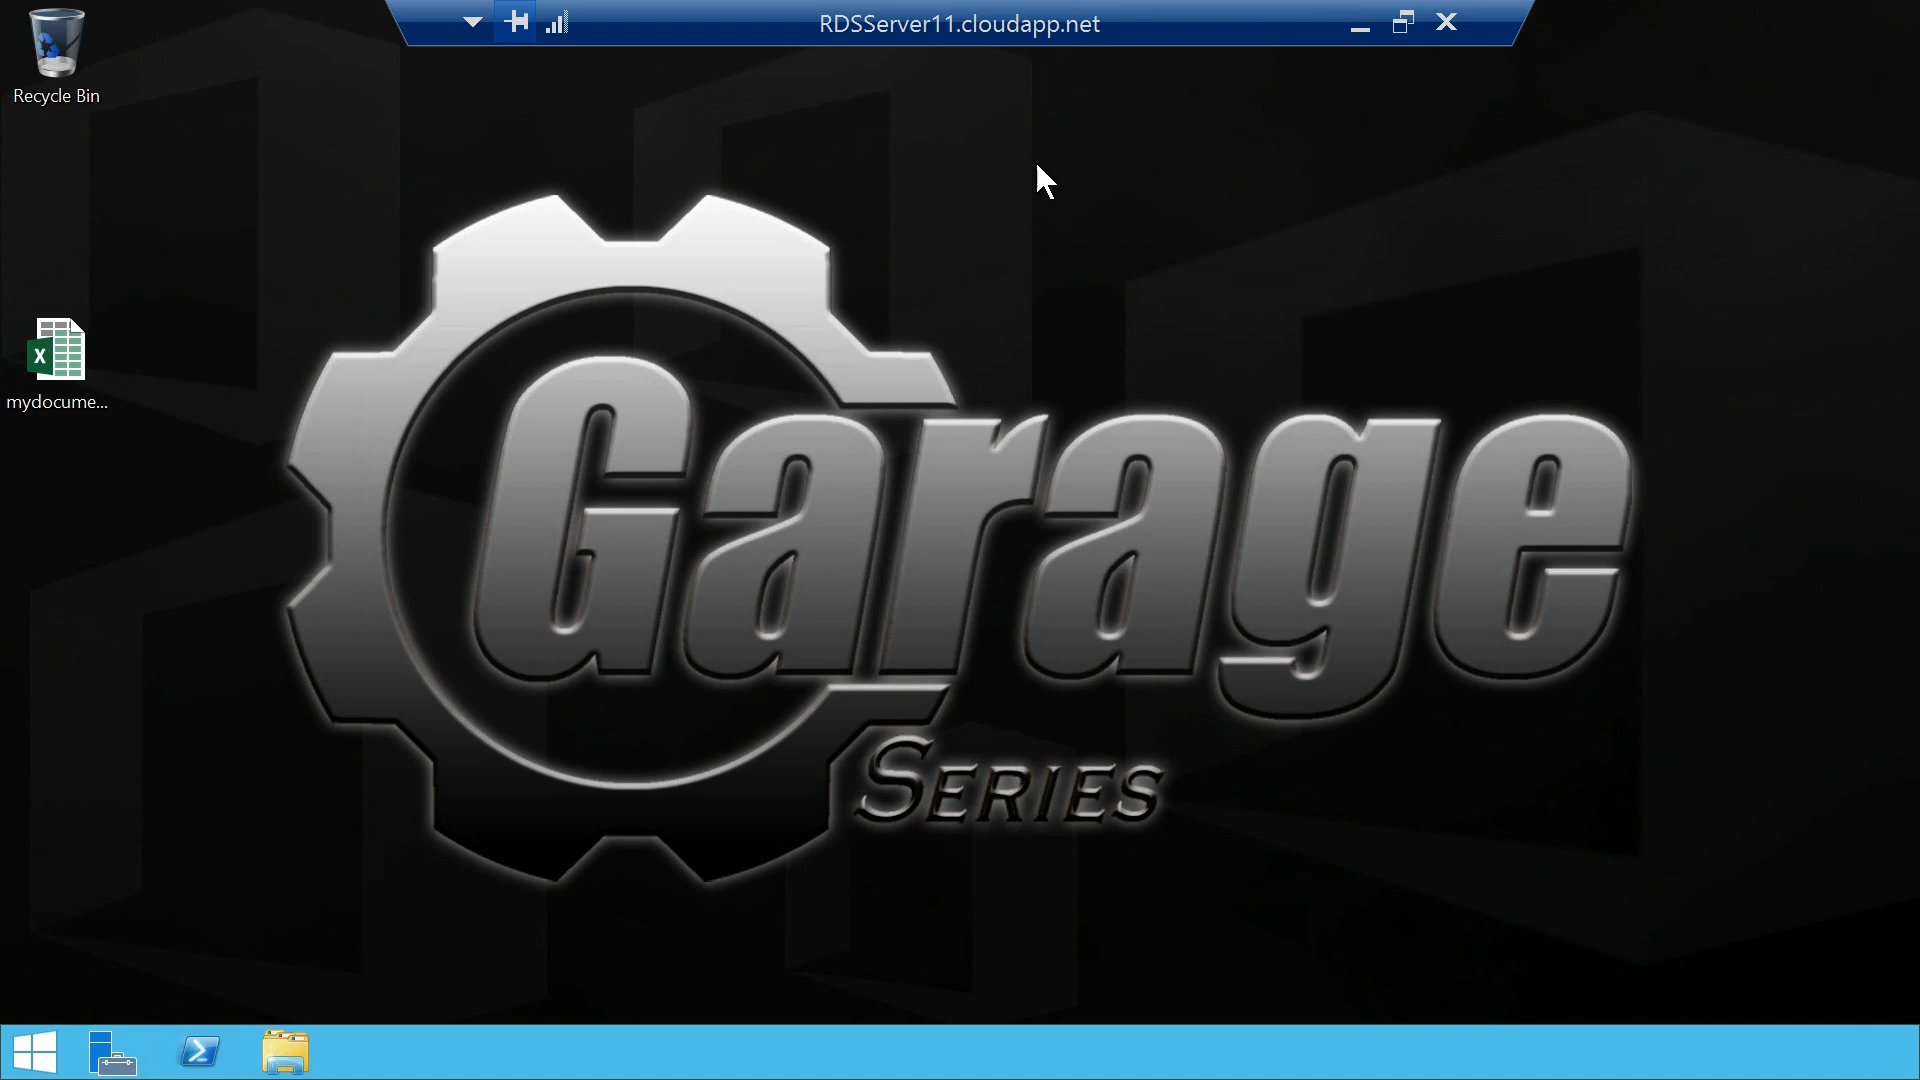 RDSServer11.cloudapp.net
Recycle Bin
mydocume...
Garage
SERIES